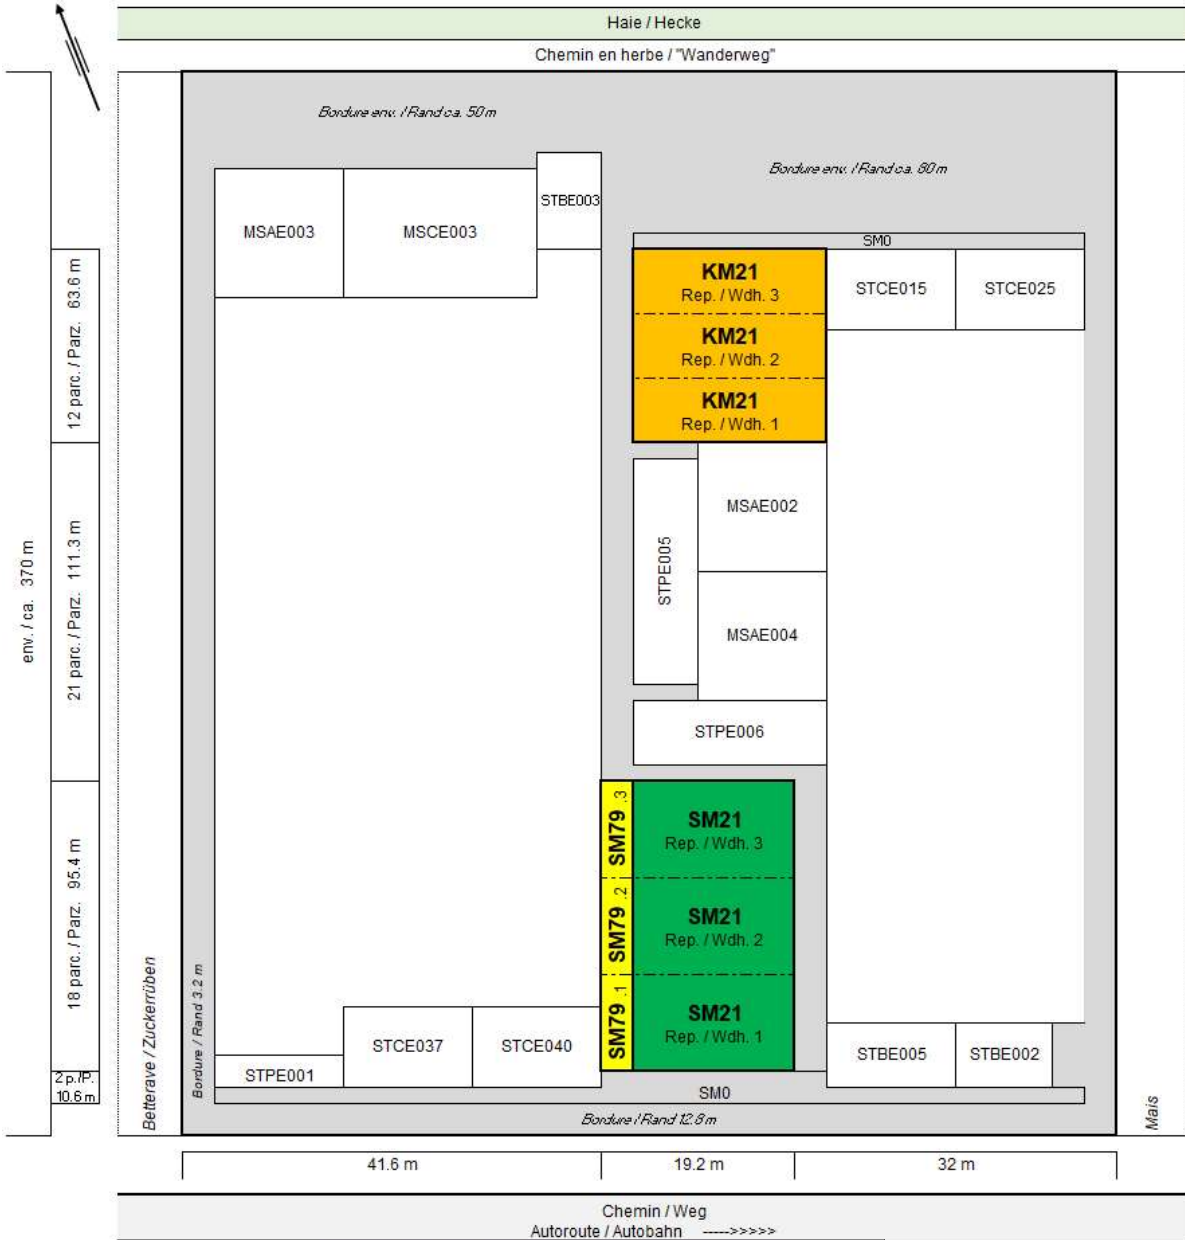 Haie / Hecke
Chemin en herbe / "Wanderweg"
Bordure env. / Rand ca. 50 m
Bordure env. / Rand ca. 80 m
STBE003
MSAE003
MSCE003
SM0
KM21
Rep. / Wdh. 3
STCE015
STCE025
KM21
Rep. / Wdh. 2
KM21
Rep. / Wdh. 1
12 parc. / Parz. 63.6 m
MSAE002
STPE005
MSAE004
21 parc. / Parz. 111.3 m
env. / ca. 370 m
STPE006
SM79 .3
SM21
Rep. / Wdh. 3
SM79 .2
SM21
Rep. / Wdh. 2
SM79 .1
SM21
Rep. / Wdh. 1
18 parc. / Parz. 95.4 m
Betterave / Zuckerrüben
Bordure / Rand 3.2 m
STCE037
STCE040
STBE005
STBE002
STPE001
2 p./P.
10.6 m
SM0
Bordure / Rand 12.8 m
Mais
41.6 m
19.2 m
32 m
Chemin / Weg
Autoroute / Autobahn ----->>>>>